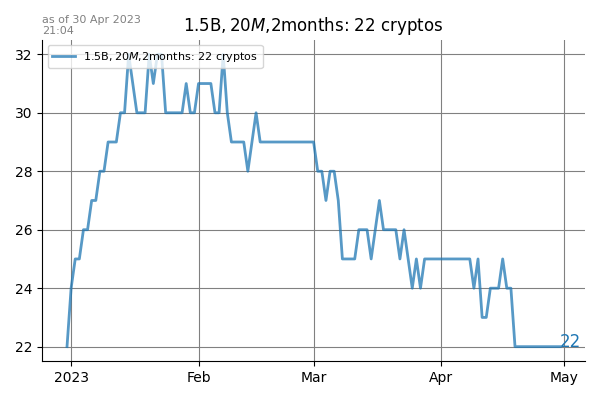 as of 30 Apr 2023
21:04
1.5B, 20M,2months: 22 cryptos
1.5B, 20M,2months: 22 cryptos
32
30
28
26
24
22
22
2023
Feb
Mar
Apr
May